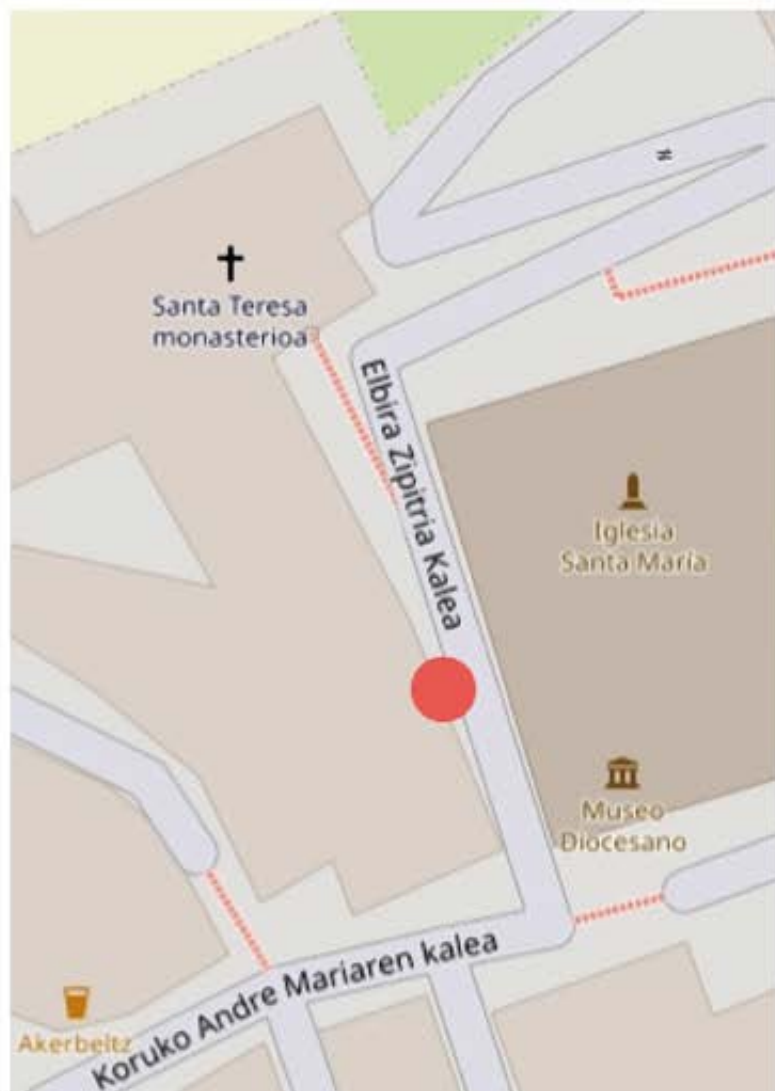 Santa Teresa
monasterioa
Elbira Zipitria Kalea
Iglesia
Santa María
Museo
Diocesano
Koruko Andre Mariaren kalea
Akerbeltz